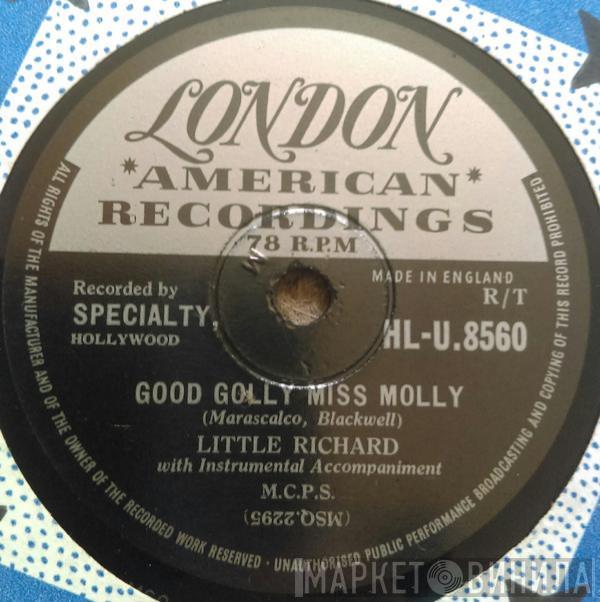 LONDON
*AMERICAN*
RECORDINGS
78 R.P.M
Recorded by
SPECIALTY,
HOLLYWOOD
MADE IN ENGLAND
R/T
HL-U.8560
GOOD GOLLY MISS MOLLY
(Marascalco, Blackwell)
LITTLE RICHARD
with Instrumental Accompaniment
M.C.P.S.
(MSQ.2295)
ALL RIGHTS OF THE MANUFACTURER AND OF THE OWNER OF THE RECORDED WORK RESERVED · UNAUTHORISED PUBLIC PERFORMANCE BROADCASTING AND COPYING OF THIS RECORD PROHIBITED
МАРКЕТ ВИНИЛА